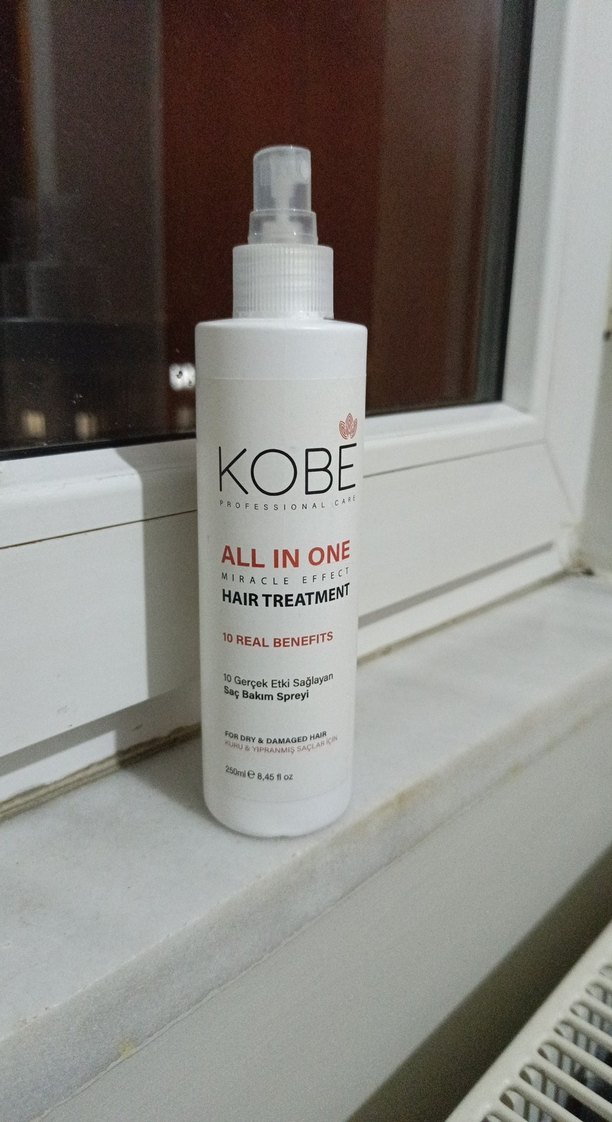 KOBE
PROFESSIONAL CARE
ALL IN ONE
MIRACLE EFFECT
HAIR TREATMENT
10 REAL BENEFITS
10 Gerçek Etki Sağlayan
Saç Bakım Spreyi
FOR DRY & DAMAGED HAIR
KURU & YIPRANMIŞ SAÇLAR İÇİN
250ml ℮ 8,45 fl oz